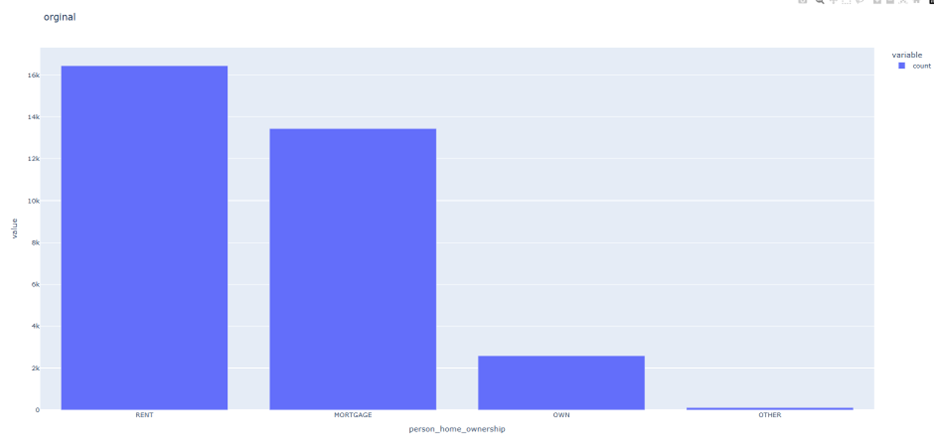 orginal
variable
count
value
16k
14k
12k
10k
8k
6k
4k
2k
0
RENT MORTGAGE OWN OTHER
person_home_ownership